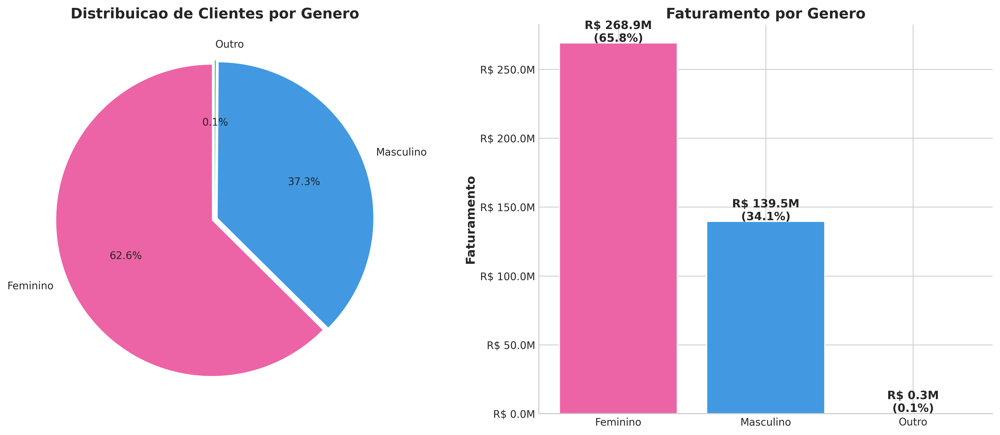 Distribuicao de Clientes por Genero
Outro
0.1%
Masculino
37.3%
62.6%
Feminino
Faturamento por Genero
R$ 268.9M
(65.8%)
R$ 250.0M
R$ 200.0M
R$ 150.0M
R$ 100.0M
R$ 50.0M
R$ 0.0M
Faturamento
R$ 139.5M
(34.1%)
R$ 0.3M
(0.1%)
Feminino
Masculino
Outro